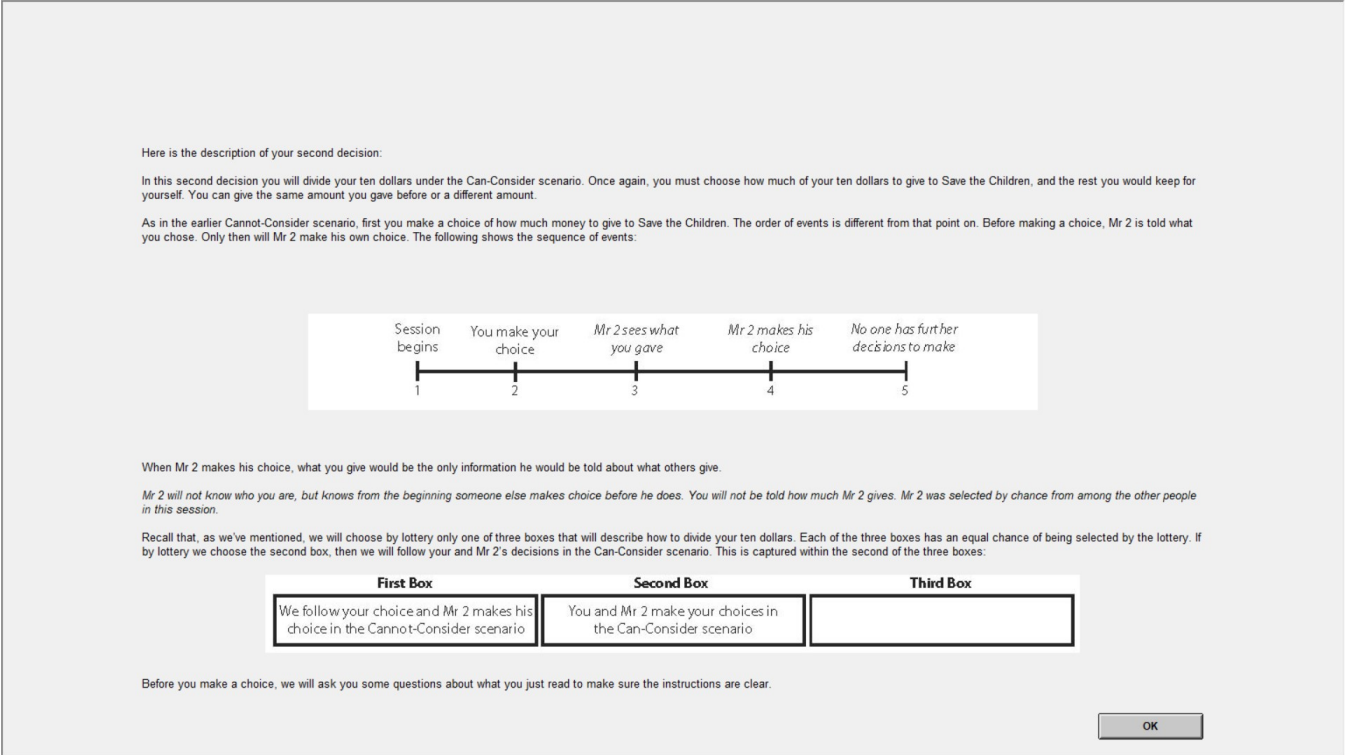 Here is the description of your second decision:
In this second decision you will divide your ten dollars under the Can-Consider scenario. Once again, you must choose how much of your ten dollars to give to Save the Children, and the rest you would keep for
yourself. You can give the same amount you gave before or a different amount.
As in the earlier Cannot-Consider scenario, first you make a choice of how much money to give to Save the Children. The order of events is different from that point on. Before making a choice, Mr 2 is told what
you chose. Only then will Mr 2 make his own choice. The following shows the sequence of events:
Session begins
You make your choice
Mr 2 sees what you gave
Mr 2 makes his choice
No one has further decisions to make
1 2 3 4 5
When Mr 2 makes his choice, what you give would be the only information he would be told about what others give.
Mr 2 will not know who you are, but knows from the beginning someone else makes choice before he does. You will not be told how much Mr 2 gives. Mr 2 was selected by chance from among the other people
in this session.
Recall that, as we've mentioned, we will choose by lottery only one of three boxes that will describe how to divide your ten dollars. Each of the three boxes has an equal chance of being selected by the lottery. If
by lottery we choose the second box, then we will follow your and Mr 2's decisions in the Can-Consider scenario. This is captured within the second of the three boxes:
First Box
We follow your choice and Mr 2 makes his
choice in the Cannot-Consider scenario
Second Box
You and Mr 2 make your choices in
the Can-Consider scenario
Third Box
Before you make a choice, we will ask you some questions about what you just read to make sure the instructions are clear.
OK